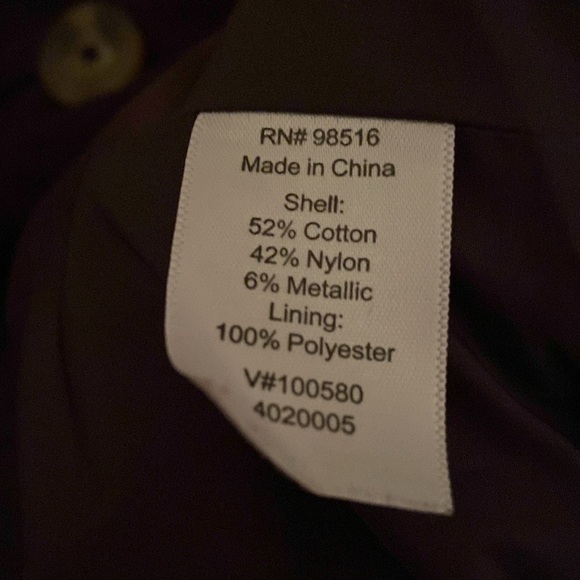 RN# 98516
Made in China
Shell:
52% Cotton
42% Nylon
6% Metallic
Lining:
100% Polyester
V#100580
4020005